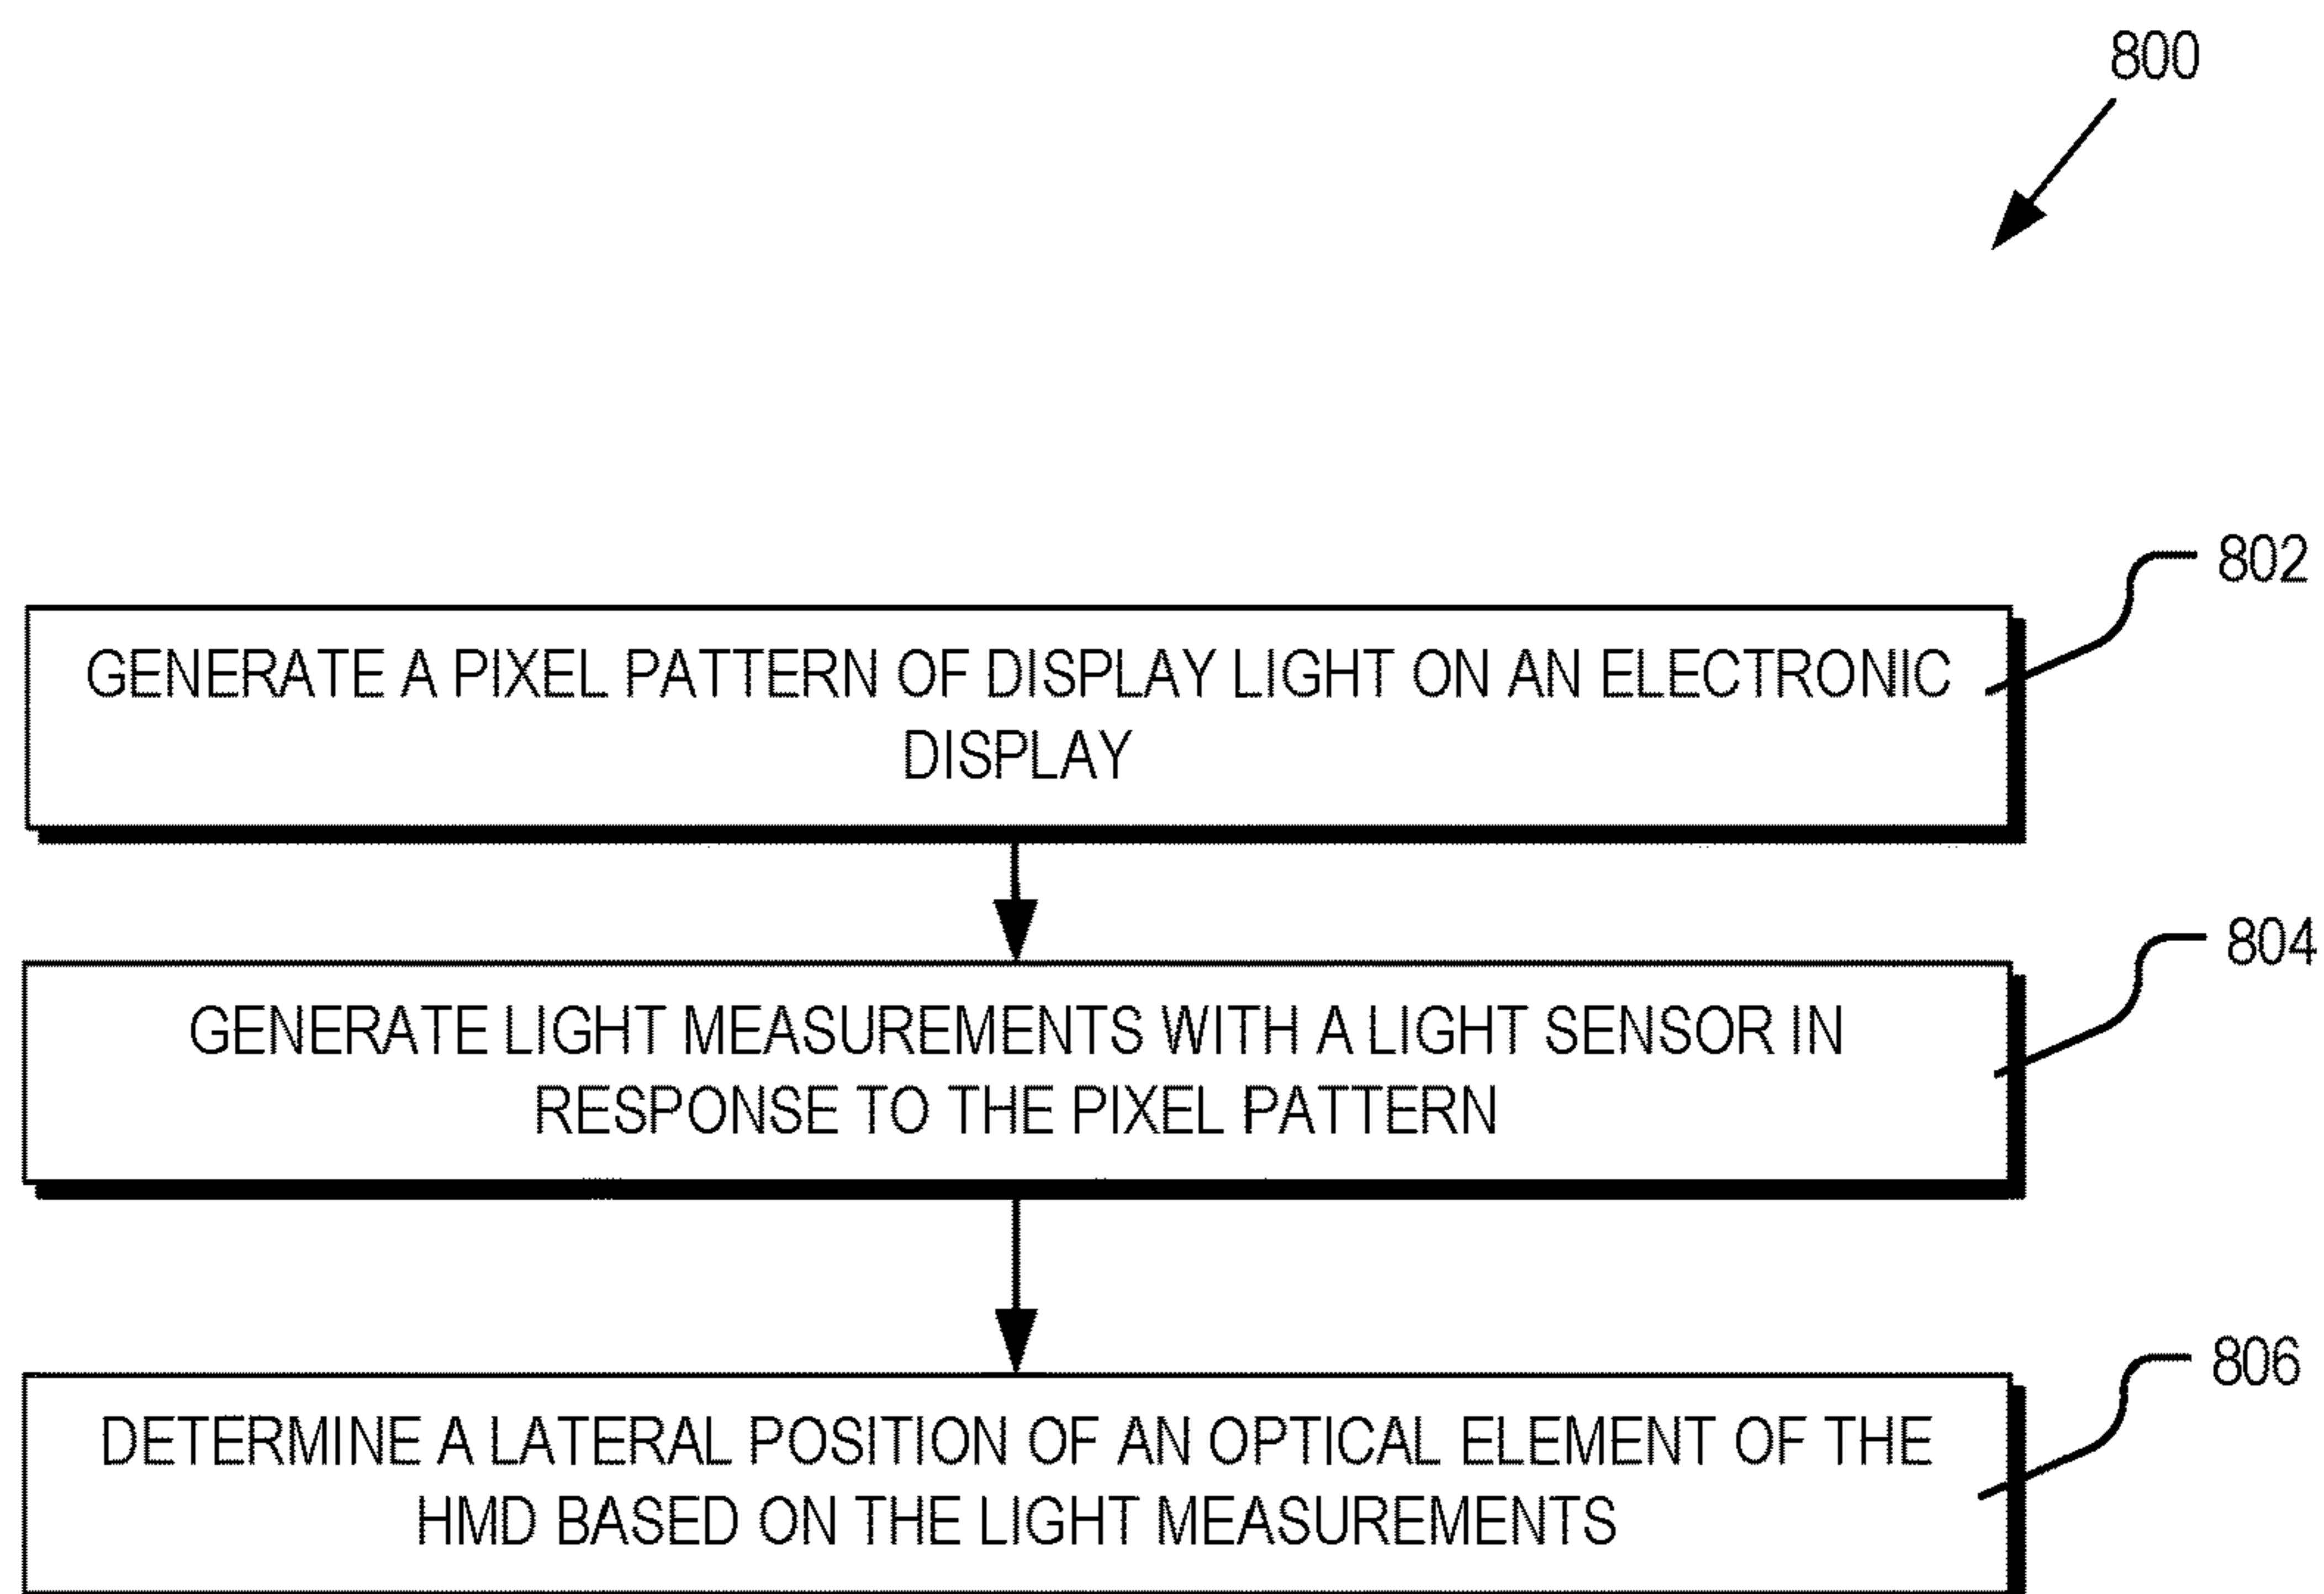 800
802
GENERATE A PIXEL PATTERN OF DISPLAY LIGHT ON AN ELECTRONIC
DISPLAY
804
GENERATE LIGHT MEASUREMENTS WITH A LIGHT SENSOR IN
RESPONSE TO THE PIXEL PATTERN
806
DETERMINE A LATERAL POSITION OF AN OPTICAL ELEMENT OF THE
HMD BASED ON THE LIGHT MEASUREMENTS